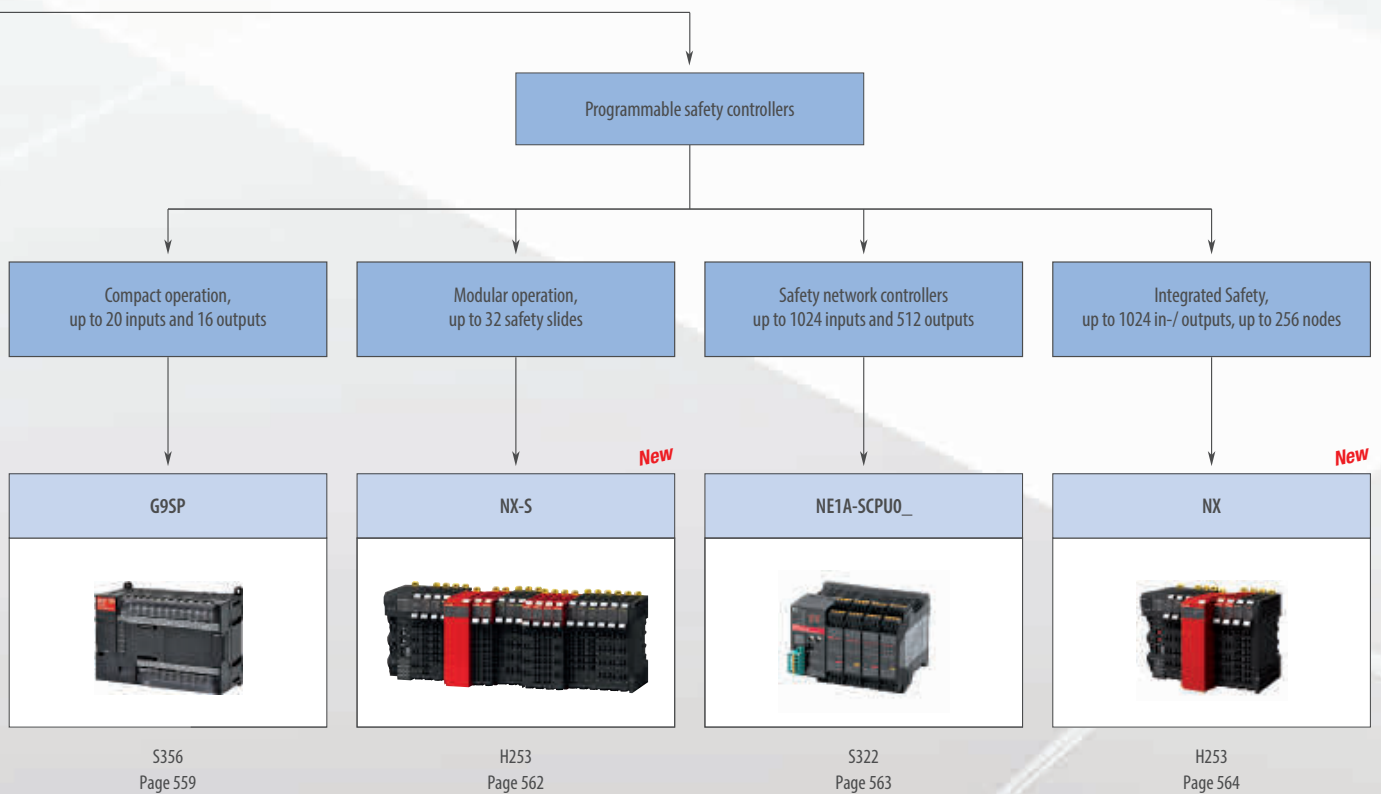 Programmable safety controllers
Compact operation,
up to 20 inputs and 16 outputs
Modular operation,
up to 32 safety slides
Safety network controllers
up to 1024 inputs and 512 outputs
Integrated Safety,
up to 1024 in-/ outputs, up to 256 nodes
New
New
G9SP
NX-S
NE1A-SCPU0_
NX
S356
Page 559
H253
Page 562
S322
Page 563
H253
Page 564